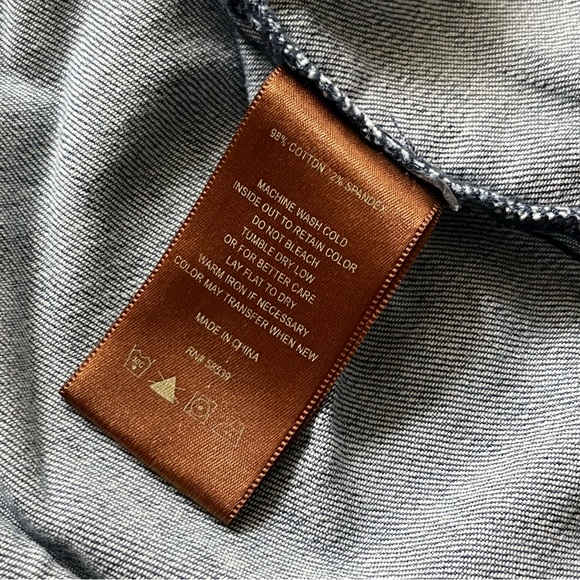 98% COTTON 2% SPANDEX
MACHINE WASH COLD
INSIDE OUT TO RETAIN COLOR
DO NOT BLEACH
TUMBLE DRY LOW
OR FOR BETTER CARE
LAY FLAT TO DRY
WARM IRON IF NECESSARY
COLOR MAY TRANSFER WHEN NEW
MADE IN CHINA
RN# 58539